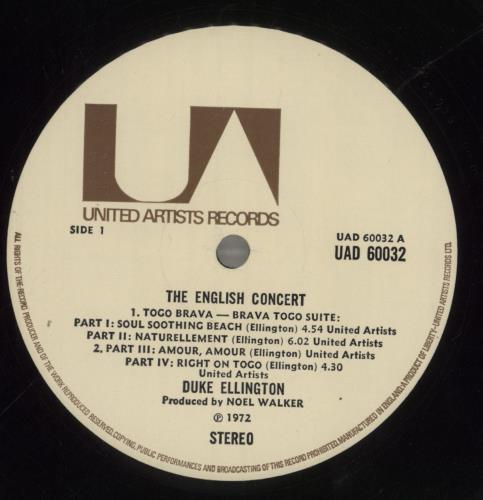 UA
UNITED ARTISTS RECORDS
SIDE 1
UAD 60032 A
UAD 60032
THE ENGLISH CONCERT
1. TOGO BRAVA — BRAVA TOGO SUITE:
PART I: SOUL SOOTHING BEACH (Ellington) 4.54 United Artists
PART II: NATURELLEMENT (Ellington) 6.02 United Artists
2. PART III: AMOUR, AMOUR (Ellington) United Artists
PART IV: RIGHT ON TOGO (Ellington) 4.30
United Artists
DUKE ELLINGTON
Produced by NOEL WALKER
℗ 1972
STEREO
ALL RIGHTS OF THE RECORD PRODUCER AND OF THE WORK REPRODUCED RESERVED. COPYING, PUBLIC PERFORMANCES AND BROADCASTING OF THIS RECORD PROHIBITED. MANUFACTURED IN ENGLAND. A PRODUCT OF LIBERTY—UNITED ARTISTS RECORDS LTD.